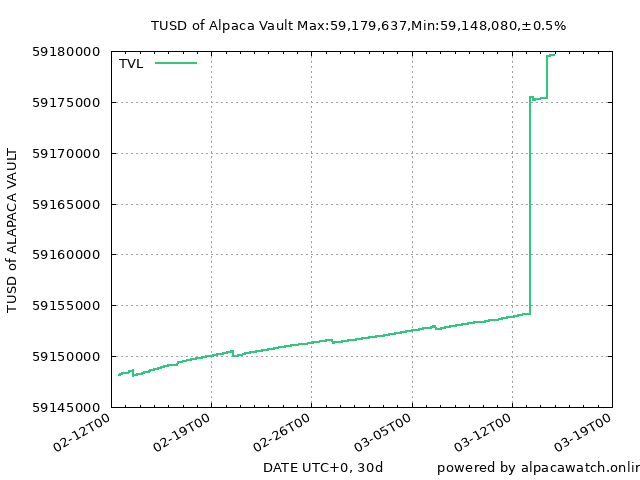 TUSD of Alpaca Vault Max:59,179,637,Min:59,148,080,±0.5%
TVL
59180000
59175000
59170000
59165000
59160000
59155000
59150000
59145000
TUSD of ALAPACA VAULT
02-12T00
02-19T00
02-26T00
03-05T00
03-12T00
03-19T00
DATE UTC+0, 30d
powered by alpacawatch.onlin